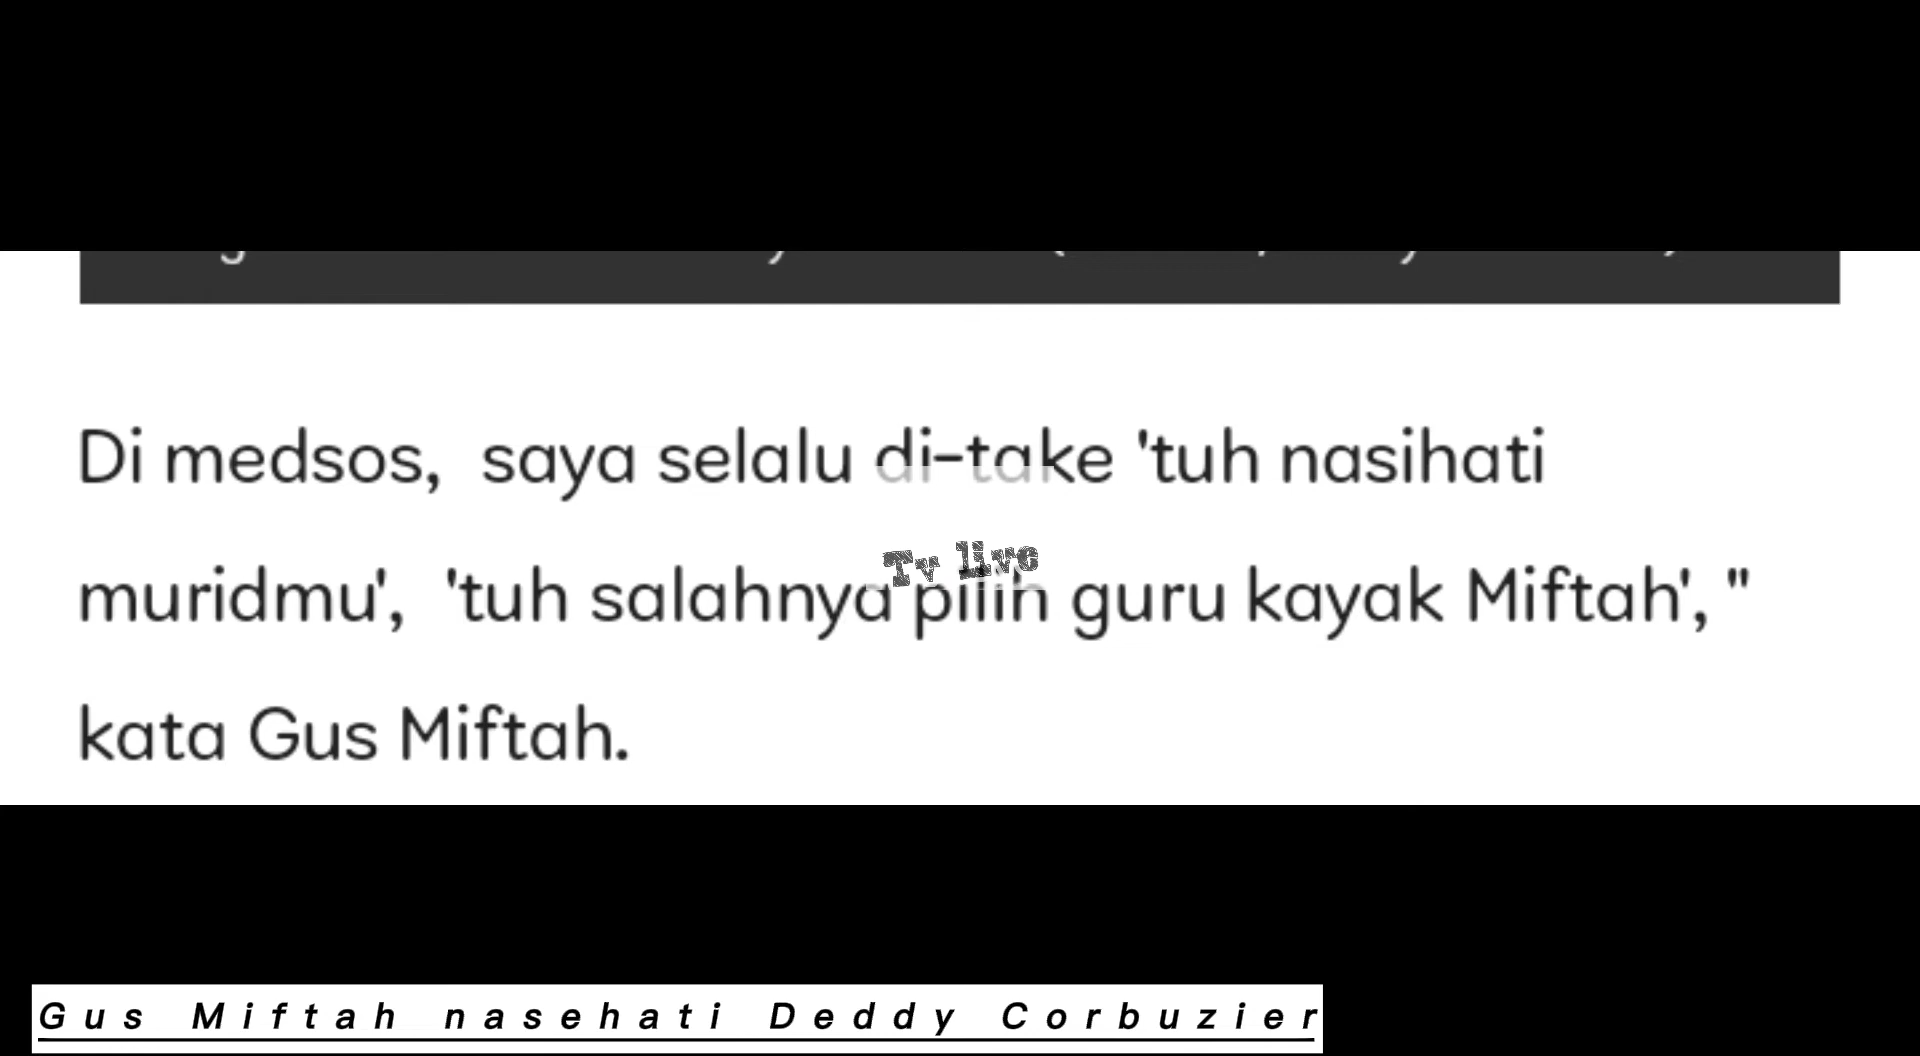 Di medsos, saya selalu di-take 'tuh nasihati
Tv live
muridmu', 'tuh salahnya pilih guru kayak Miftah', "
kata Gus Miftah.
Gus Miftah nasehati Deddy Corbuzier